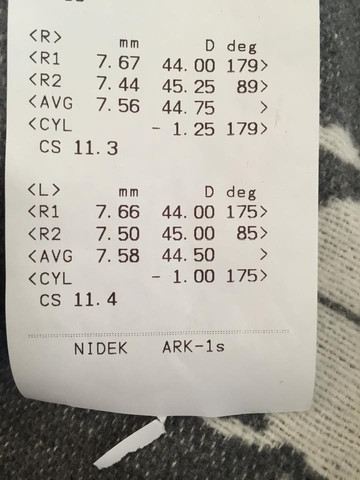 <R>
mm D deg
<R1 7.67 44.00 179>
<R2 7.44 45.25 89>
<AVG 7.56 44.75 >
<CYL - 1.25 179>
CS 11.3
<L>
mm D deg
<R1 7.66 44.00 175>
<R2 7.50 45.00 85>
<AVG 7.58 44.50 >
<CYL - 1.00 175>
CS 11.4
NIDEK ARK-1s